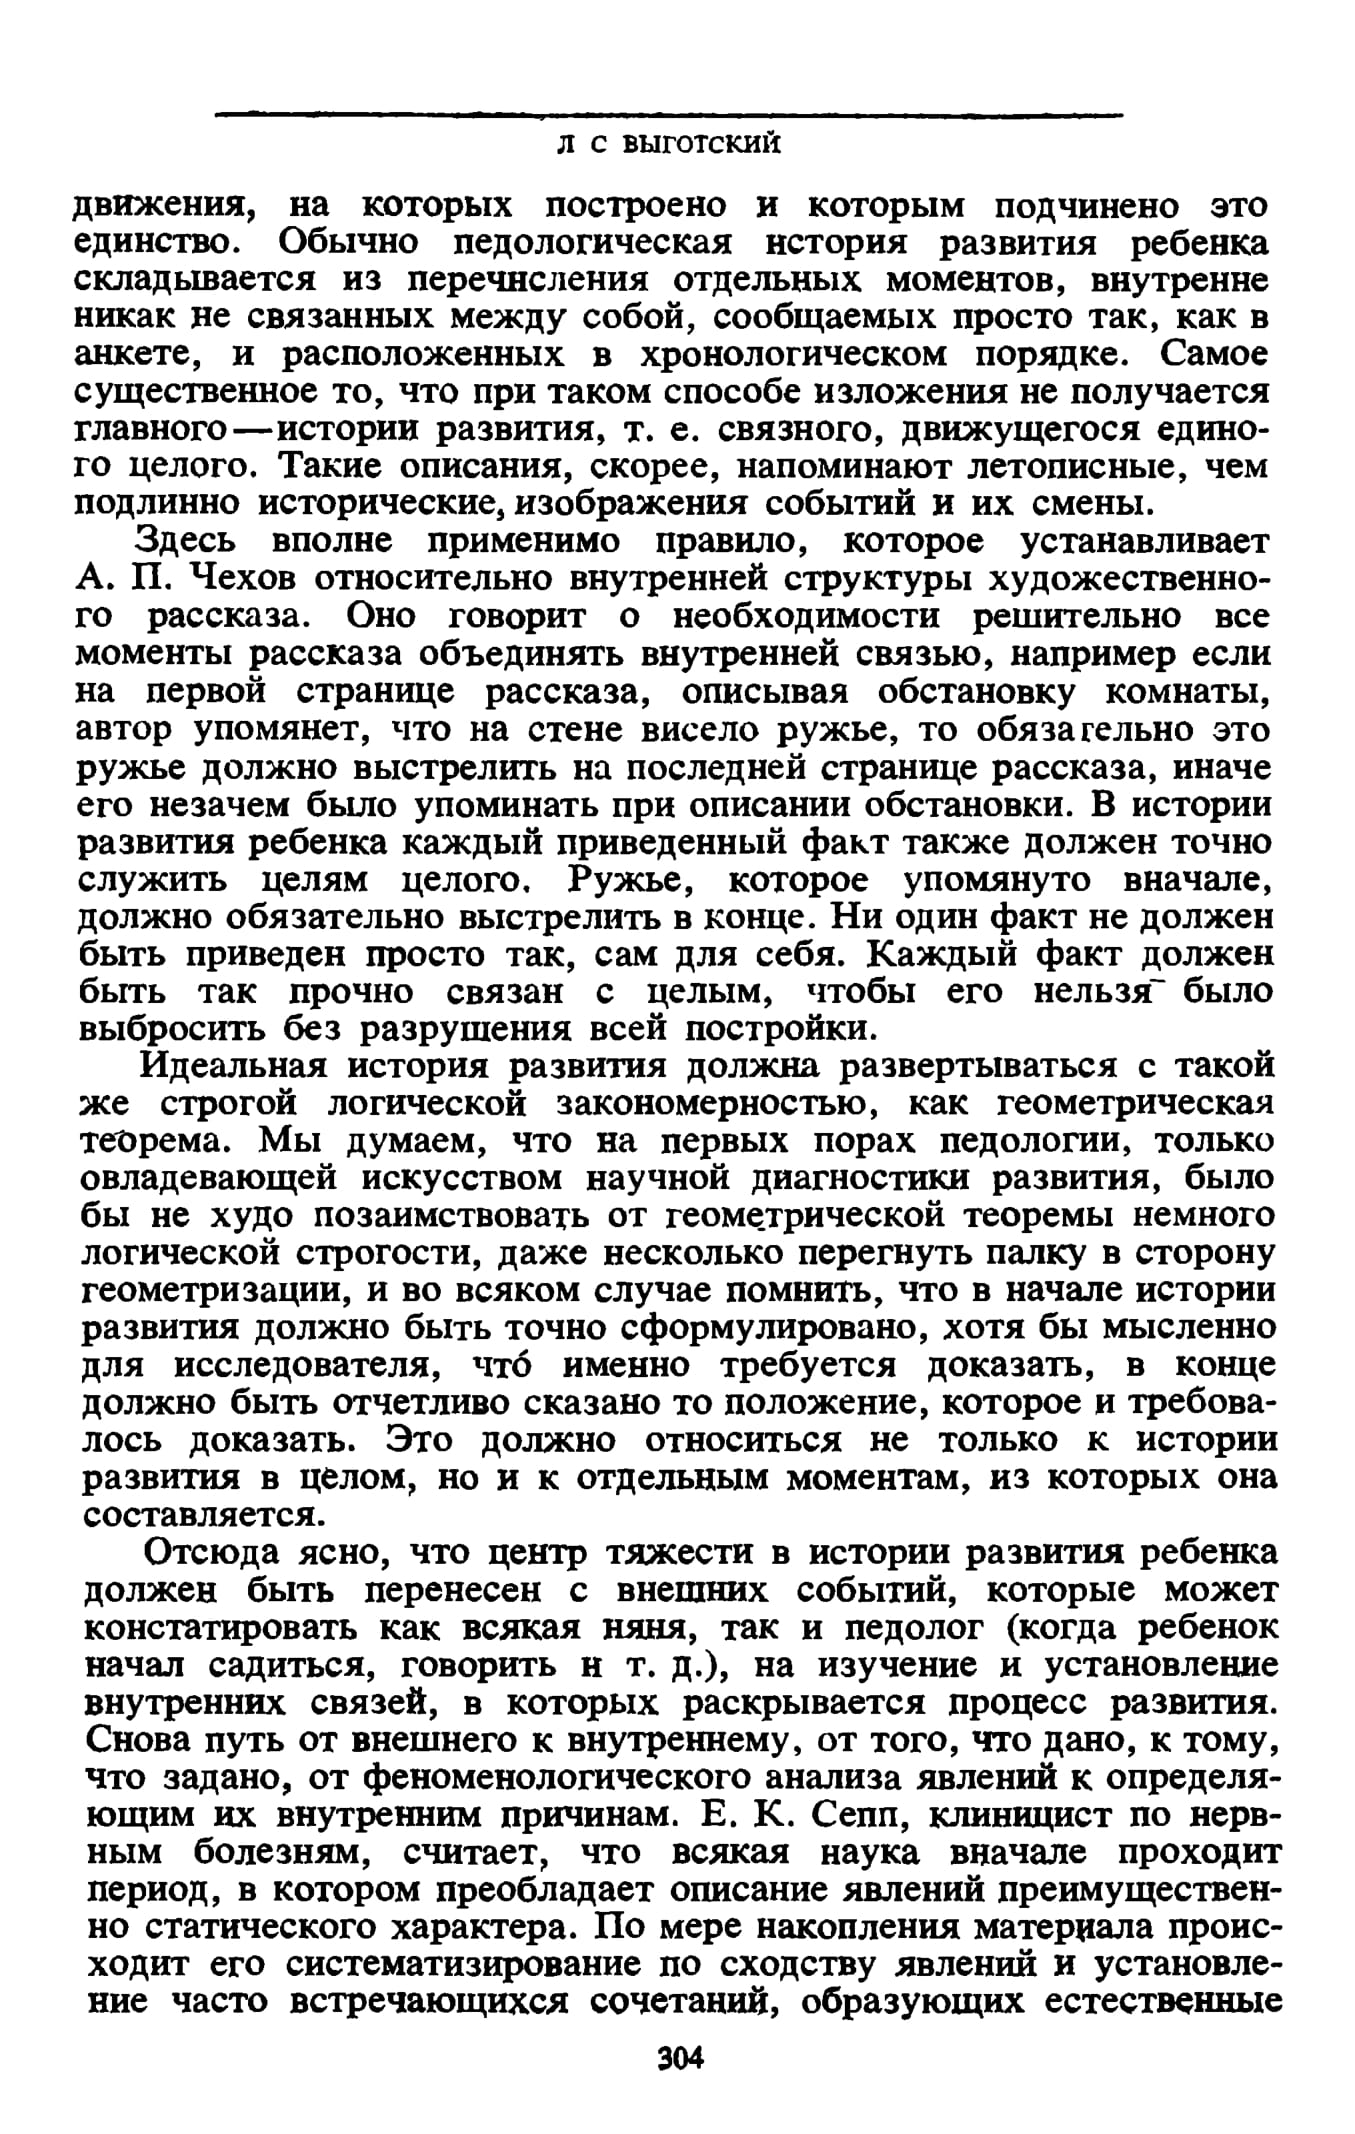 Л С ВЫГОТСКИЙ
движения, на которых построено и которым подчинено это
единство. Обычно педологическая история развития ребенка
складывается из перечисления отдельных моментов, внутренне
никак не связанных между собой, сообщаемых просто так, как в
анкете, и расположенных в хронологическом порядке. Самое
существенное то, что при таком способе изложения не получается
главного—истории развития, т. е. связного, движущегося едино-
го целого. Такие описания, скорее, напоминают летописные, чем
подлинно исторические, изображения событий и их смены.
Здесь вполне применимо правило, которое устанавливает
А. П. Чехов относительно внутренней структуры художественно-
го рассказа. Оно говорит о необходимости решительно все
моменты рассказа объединять внутренней связью, например если
на первой странице рассказа, описывая обстановку комнаты,
автор упомянет, что на стене висело ружье, то обязательно это
ружье должно выстрелить на последней странице рассказа, иначе
его незачем было упоминать при описании обстановки. В истории
развития ребенка каждый приведенный факт также должен точно
служить целям целого. Ружье, которое упомянуто вначале,
должно обязательно выстрелить в конце. Ни один факт не должен
быть приведен просто так, сам для себя. Каждый факт должен
быть так прочно связан с целым, чтобы его нельзя было
выбросить без разрушения всей постройки.
Идеальная история развития должна развертываться с такой
же строгой логической закономерностью, как геометрическая
теорема. Мы думаем, что на первых порах педологии, только
овладевающей искусством научной диагностики развития, было
бы не худо позаимствовать от геометрической теоремы немного
логической строгости, даже несколько перегнуть палку в сторону
геометризации, и во всяком случае помнить, что в начале истории
развития должно быть точно сформулировано, хотя бы мысленно
для исследователя, что́ именно требуется доказать, в конце
должно быть отчетливо сказано то положение, которое и требова-
лось доказать. Это должно относиться не только к истории
развития в целом, но и к отдельным моментам, из которых она
составляется.
Отсюда ясно, что центр тяжести в истории развития ребенка
должен быть перенесен с внешних событий, которые может
констатировать как всякая няня, так и педолог (когда ребенок
начал садиться, говорить и т. д.), на изучение и установление
внутренних связей, в которых раскрывается процесс развития.
Снова путь от внешнего к внутреннему, от того, что дано, к тому,
что задано, от феноменологического анализа явлений к определя-
ющим их внутренним причинам. Е. К. Сепп, клиницист по нерв-
ным болезням, считает, что всякая наука вначале проходит
период, в котором преобладает описание явлений преимуществен-
но статического характера. По мере накопления материала проис-
ходит его систематизирование по сходству явлений и установле-
ние часто встречающихся сочетаний, образующих естественные
304